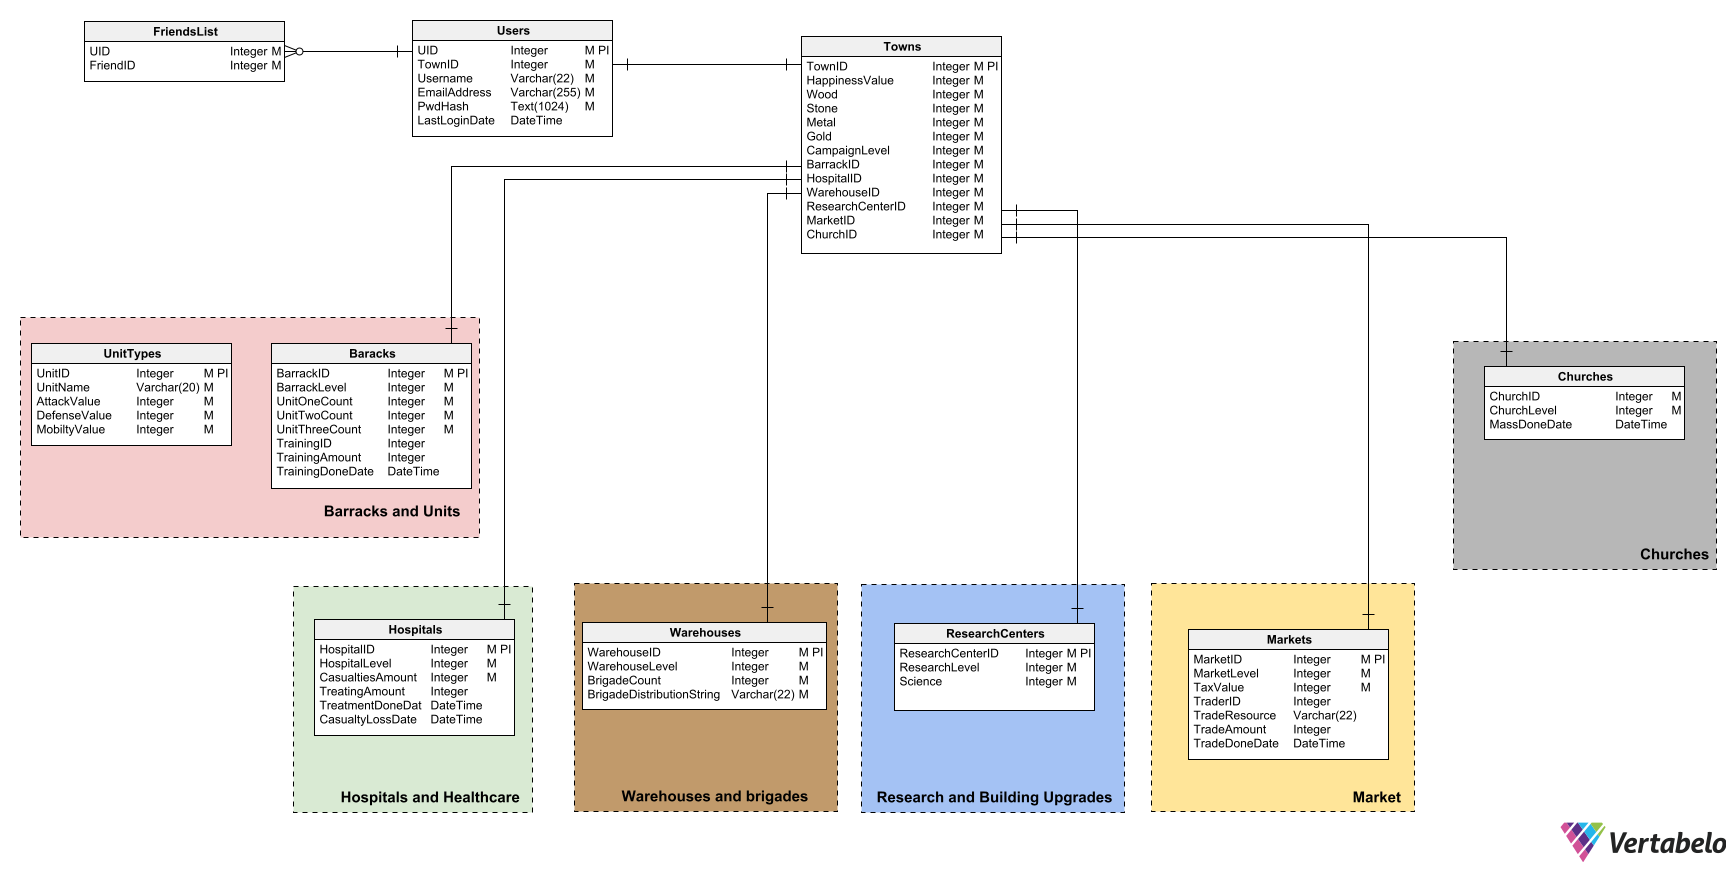 FriendsList
UID Integer M
FriendID Integer M
Users
UID Integer M PI
TownID Integer M
Username Varchar(22) M
EmailAddress Varchar(255) M
PwdHash Text(1024) M
LastLoginDate DateTime
Towns
TownID Integer M PI
HappinessValue Integer M
Wood Integer M
Stone Integer M
Metal Integer M
Gold Integer M
CampaignLevel Integer M
BarrackID Integer M
HospitalID Integer M
WarehouseID Integer M
ResearchCenterID Integer M
MarketID Integer M
ChurchID Integer M
UnitTypes
UnitID Integer M PI
UnitName Varchar(20) M
AttackValue Integer M
DefenseValue Integer M
MobiltyValue Integer M
Baracks
BarrackID Integer M PI
BarrackLevel Integer M
UnitOneCount Integer M
UnitTwoCount Integer M
UnitThreeCount Integer M
TrainingID Integer
TrainingAmount Integer
TrainingDoneDate DateTime
Barracks and Units
Churches
ChurchID Integer M
ChurchLevel Integer M
MassDoneDate DateTime
Churches
Hospitals
HospitalID Integer M PI
HospitalLevel Integer M
CasualtiesAmount Integer M
TreatingAmount Integer
TreatmentDoneDat DateTime
CasualtyLossDate DateTime
Hospitals and Healthcare
Warehouses
WarehouseID Integer M PI
WarehouseLevel Integer M
BrigadeCount Integer M
BrigadeDistributionString Varchar(22) M
Warehouses and brigades
ResearchCenters
ResearchCenterID Integer M PI
ResearchLevel Integer M
Science Integer M
Research and Building Upgrades
Markets
MarketID Integer M PI
MarketLevel Integer M
TaxValue Integer M
TraderID Integer
TradeResource Varchar(22)
TradeAmount Integer
TradeDoneDate DateTime
Market
Vertabelo